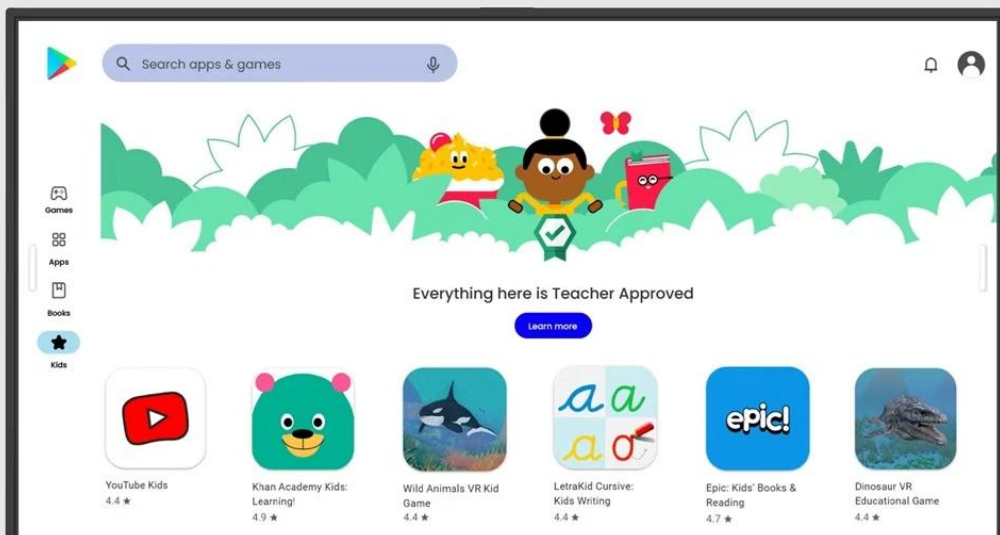 Search apps & games
Games
Apps
Books
Kids
Everything here is Teacher Approved
Learn more
a a
a a
epic!
YouTube Kids
4.4 ★
Khan Academy Kids:
Learning!
4.9 ★
Wild Animals VR Kid
Game
4.4 ★
LetraKid Cursive:
Kids Writing
4.4 ★
Epic: Kids' Books &
Reading
4.7 ★
Dinosaur VR
Educational Game
4.4 ★